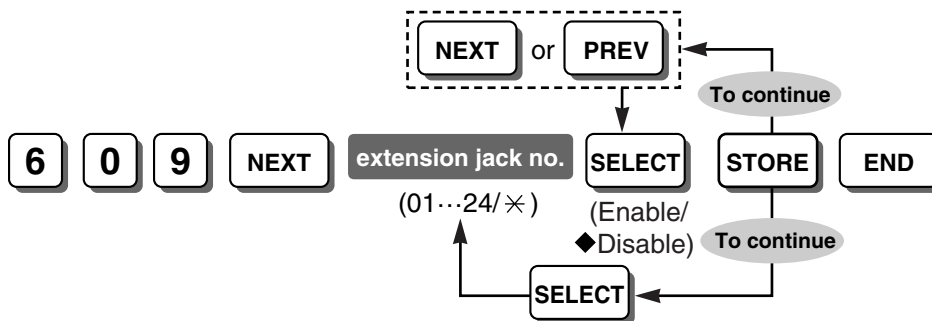 NEXT or PREV
To continue
6 0 9 NEXT extension jack no. SELECT STORE END
(01···24/✳)
(Enable/
◆Disable)
To continue
SELECT